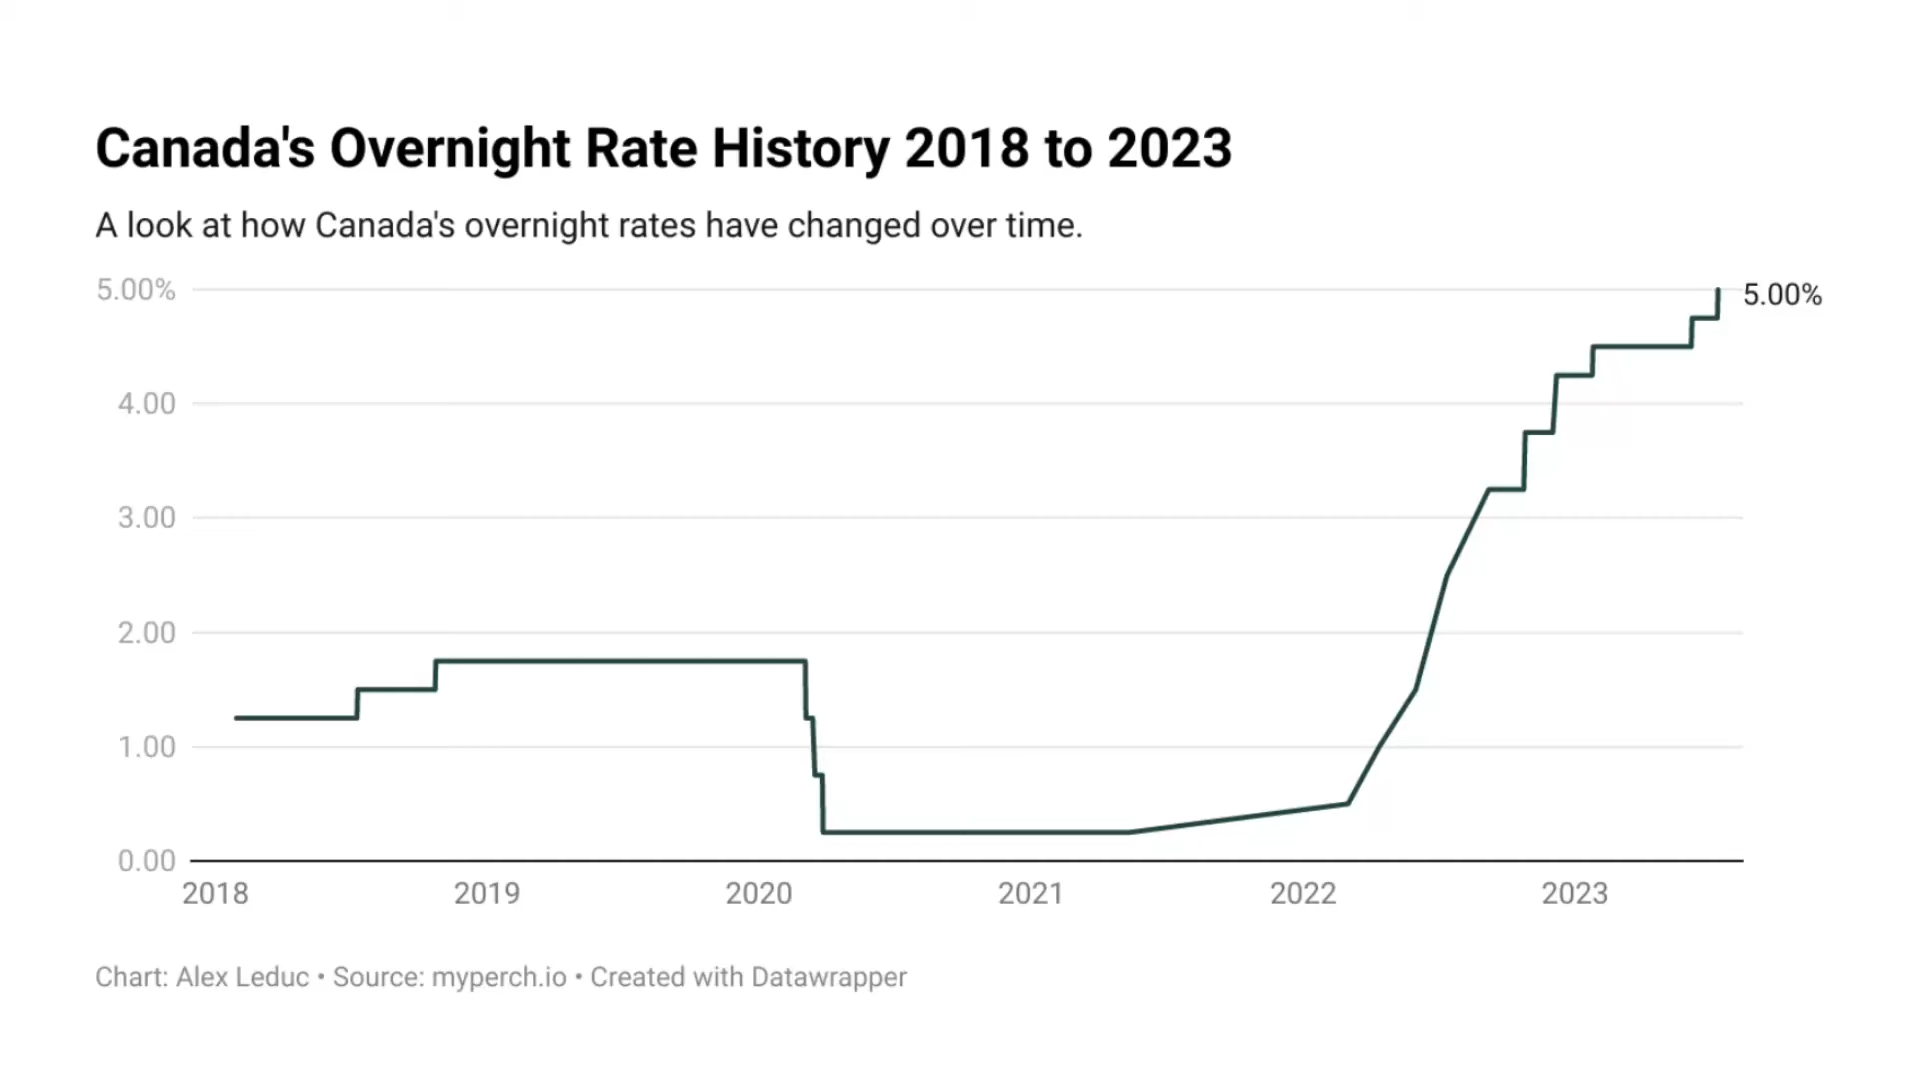 Canada's Overnight Rate History 2018 to 2023
A look at how Canada's overnight rates have changed over time.
5.00%
5.00%
4.00
3.00
2.00
1.00
0.00
2018 2019 2020 2021 2022 2023
Chart: Alex Leduc • Source: myperch.io • Created with Datawrapper